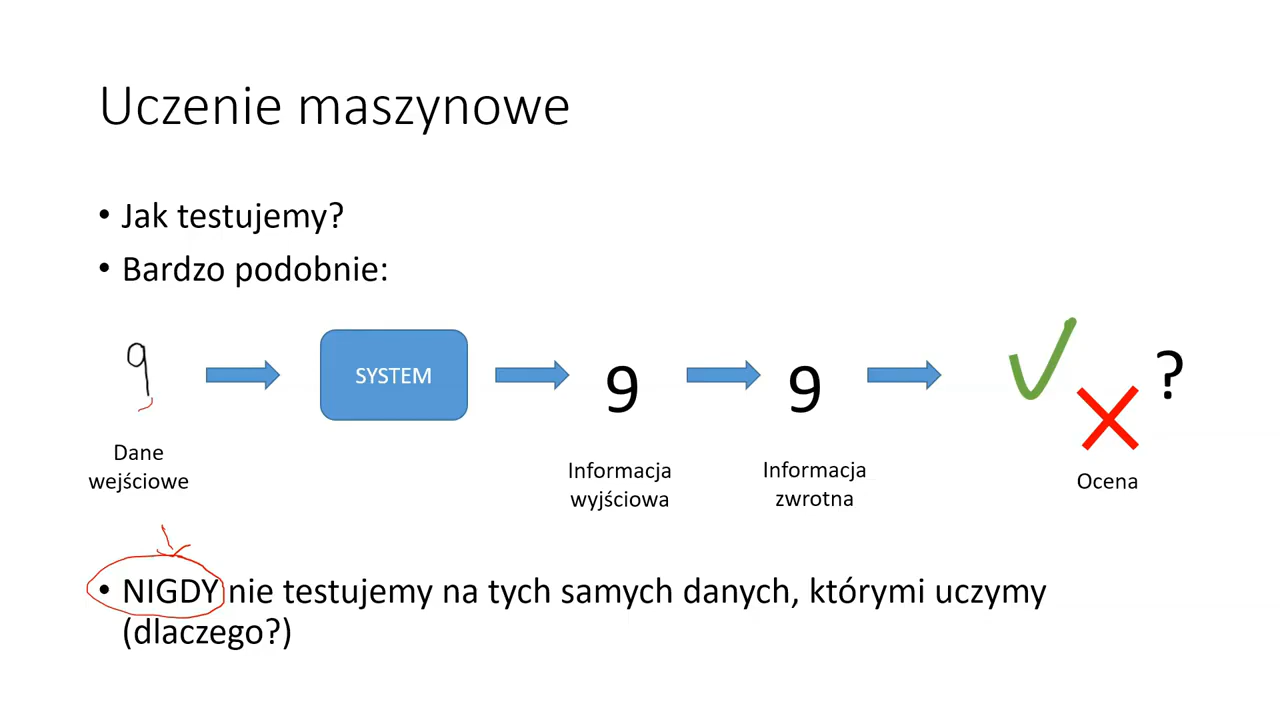 Uczenie maszynowe
• Jak testujemy?
• Bardzo podobnie:
9
SYSTEM
9
9
?
Dane
wejściowe
Informacja
wyjściowa
Informacja
zwrotna
Ocena
• NIGDY nie testujemy na tych samych danych, którymi uczymy
(dlaczego?)